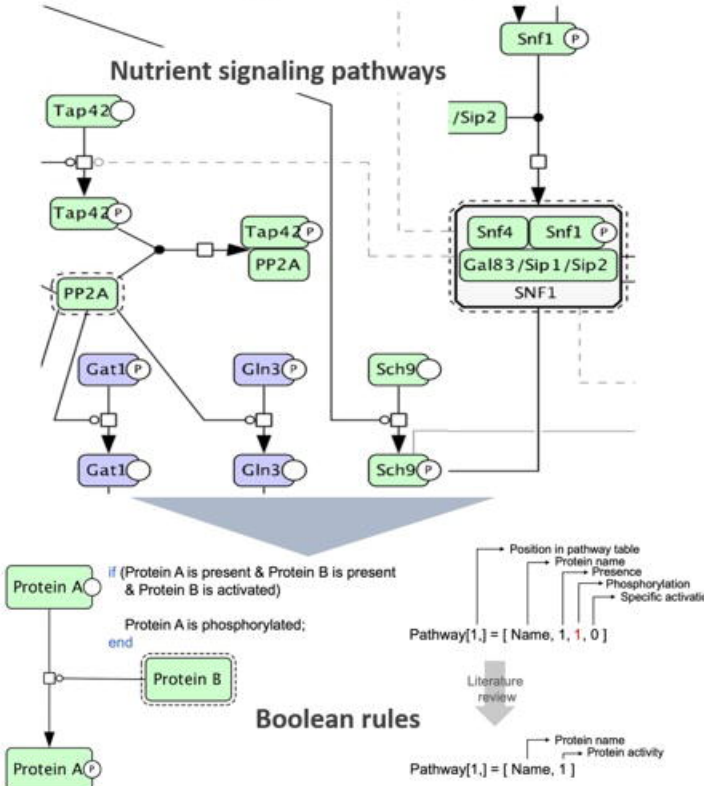 Snf1 P
Nutrient signaling pathways
Tap42
/Sip2
Tap42 P
Tap42 P
PP2A
Snf4 Snf1 P
Gal83/Sip1/Sip2
SNF1
PP2A
Gat1 P
Gln3 P
Sch9
Gat1
Gln3
Sch9 P
Protein A
if (Protein A is present & Protein B is present
& Protein B is activated)
Protein A is phosphorylated;
end
Protein B
Boolean rules
Protein A P
Position in pathway table
Protein name
Presence
Phosphorylation
Specific activatio
Pathway[1,] = [ Name, 1, 1, 0 ]
Literature
review
Protein name
Protein activity
Pathway[1,] = [ Name, 1 ]